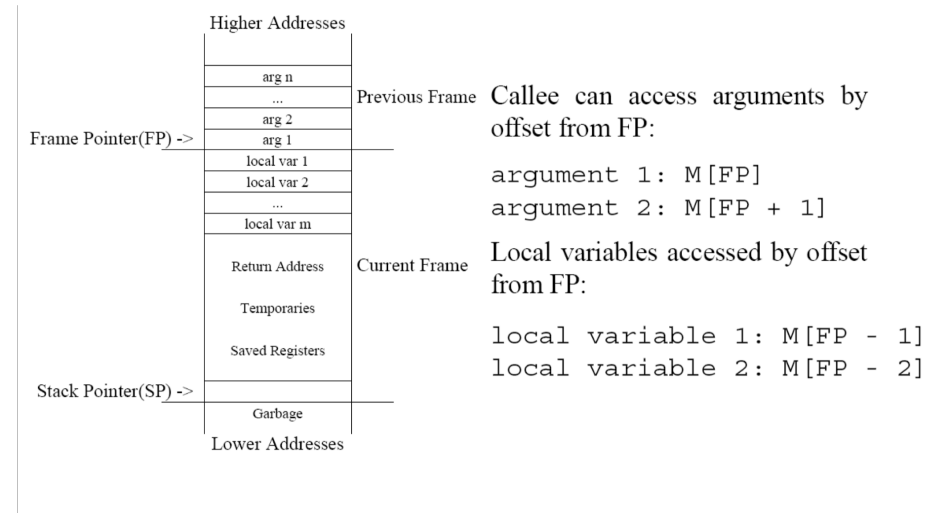 Higher Addresses
arg n
...
Previous Frame
arg 2
Frame Pointer(FP) ->
arg 1
local var 1
local var 2
...
local var m
Return Address
Current Frame
Temporaries
Saved Registers
Stack Pointer(SP) ->
Garbage
Lower Addresses
Callee can access arguments by
offset from FP:
argument 1: M[FP]
argument 2: M[FP + 1]
Local variables accessed by offset
from FP:
local variable 1: M[FP - 1]
local variable 2: M[FP - 2]